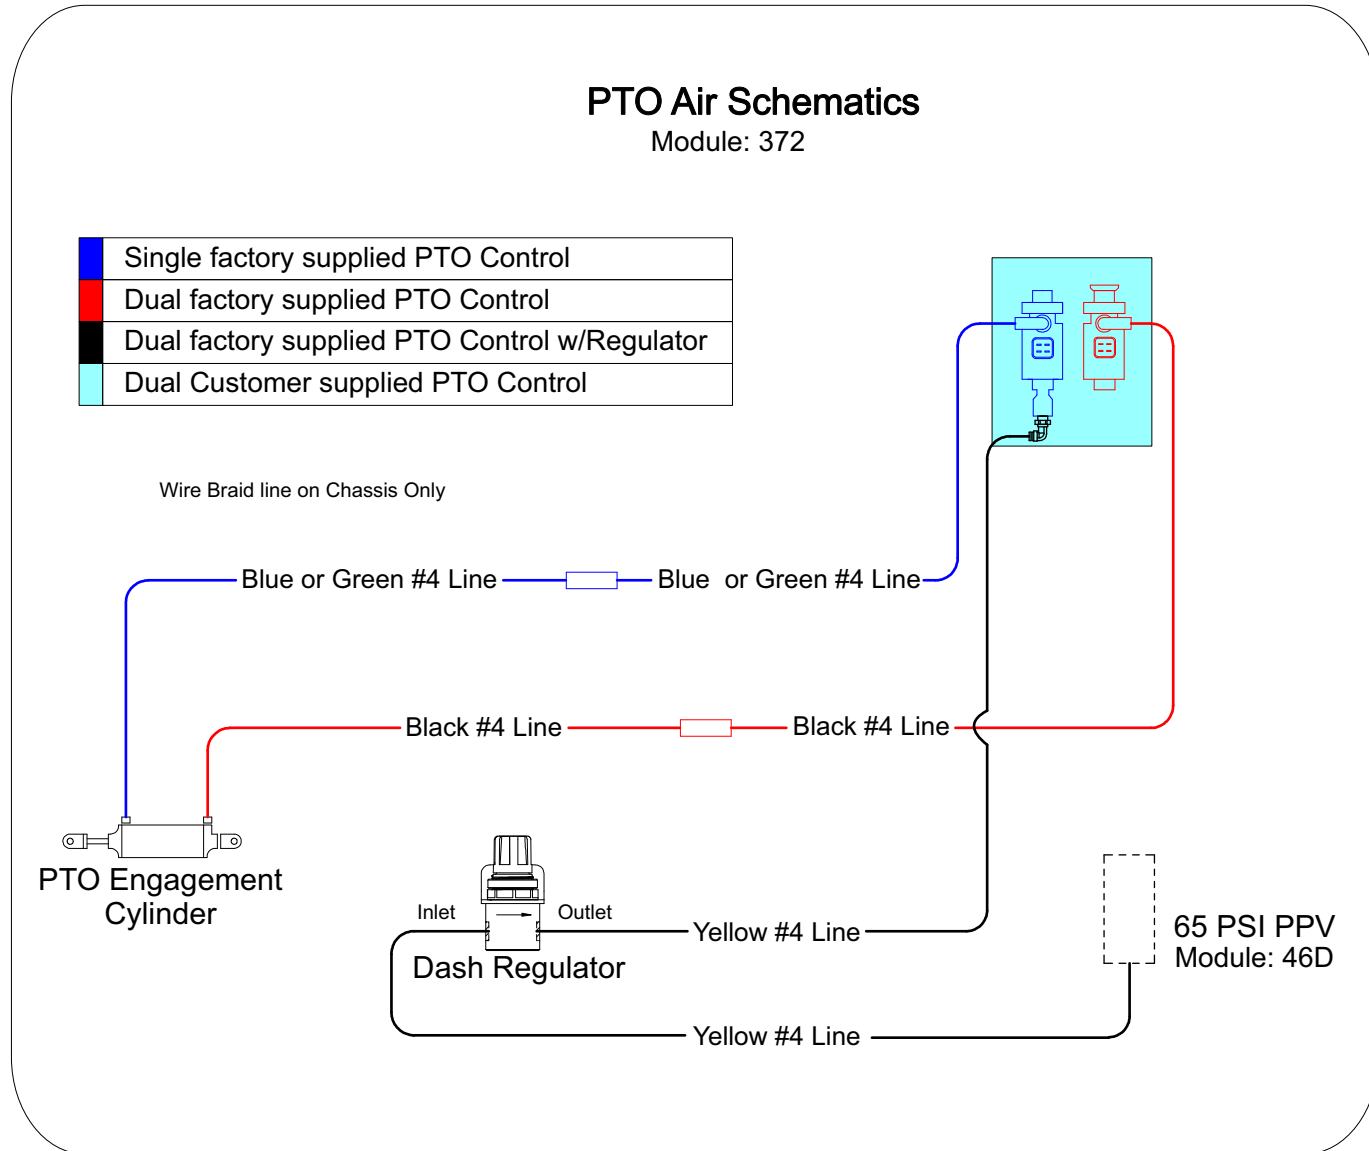 PTO Air Schematics
Module: 372
Single factory supplied PTO Control
Dual factory supplied PTO Control
Dual factory supplied PTO Control w/Regulator
Dual Customer supplied PTO Control
Wire Braid line on Chassis Only
Blue or Green #4 Line
Blue or Green #4 Line
Black #4 Line
Black #4 Line
PTO Engagement
Cylinder
Inlet
Outlet
Dash Regulator
Yellow #4 Line
65 PSI PPV
Module: 46D
Yellow #4 Line